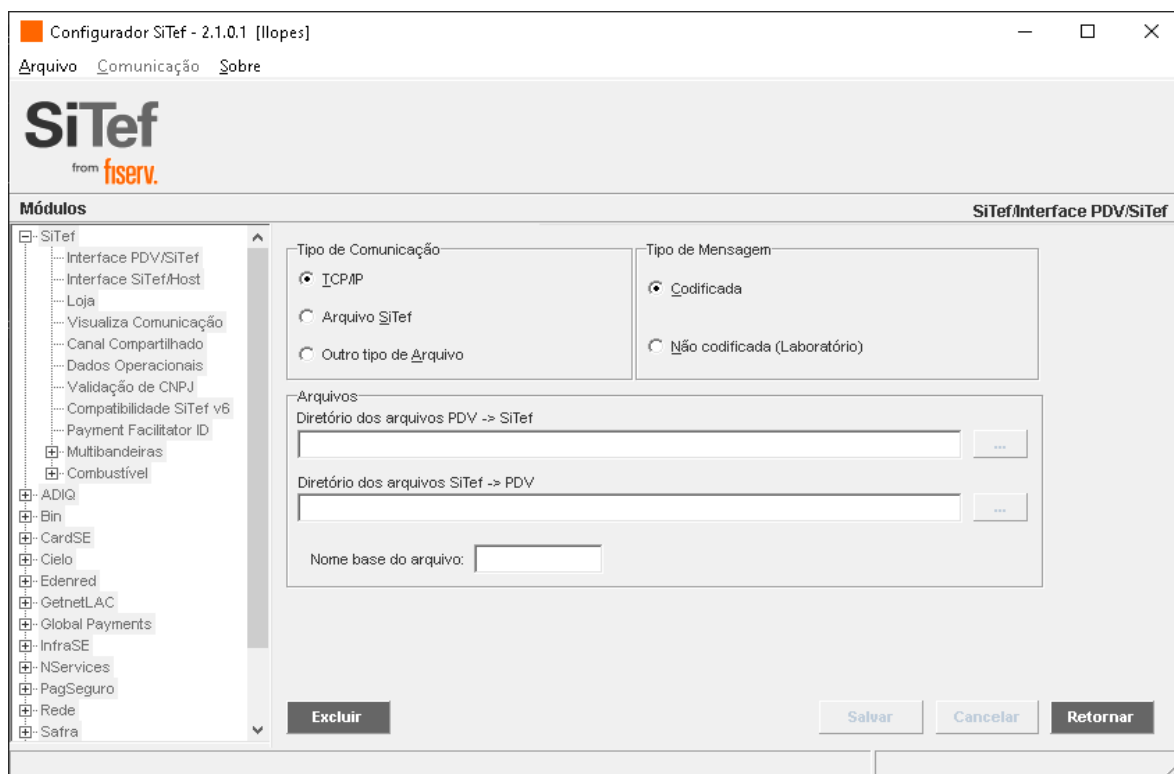 Configurador SiTef - 2.1.0.1 [llopes]
Arquivo Comunicação Sobre
SiTef
from fiserv.
Módulos
SiTef/Interface PDV/SiTef
SiTef
Interface PDV/SiTef
Interface SiTef/Host
Loja
Visualiza Comunicação
Canal Compartilhado
Dados Operacionais
Validação de CNPJ
Compatibilidade SiTef v6
Payment Facilitator ID
Multibandeiras
Combustível
ADIQ
Bin
CardSE
Cielo
Edenred
GetnetLAC
Global Payments
InfraSE
NServices
PagSeguro
Rede
Safra
Tipo de Comunicação
TCP/IP
Arquivo SiTef
Outro tipo de Arquivo
Tipo de Mensagem
Codificada
Não codificada (Laboratório)
Arquivos
Diretório dos arquivos PDV -> SiTef
...
Diretório dos arquivos SiTef -> PDV
...
Nome base do arquivo:
Excluir
Salvar
Cancelar
Retornar